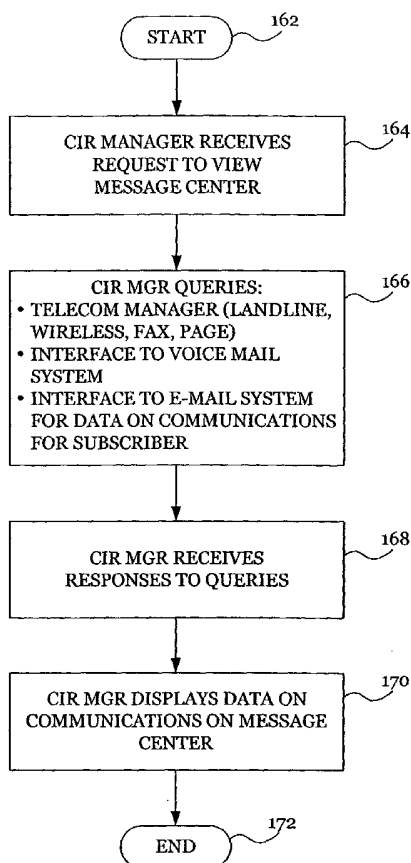 START
162
CIR MANAGER RECEIVES
REQUEST TO VIEW
MESSAGE CENTER
164
CIR MGR QUERIES:
• TELECOM MANAGER (LANDLINE,
WIRELESS, FAX, PAGE)
• INTERFACE TO VOICE MAIL
SYSTEM
• INTERFACE TO E-MAIL SYSTEM
FOR DATA ON COMMUNICATIONS
FOR SUBSCRIBER
166
CIR MGR RECEIVES
RESPONSES TO QUERIES
168
CIR MGR DISPLAYS DATA ON
COMMUNICATIONS ON MESSAGE
CENTER
170
END
172